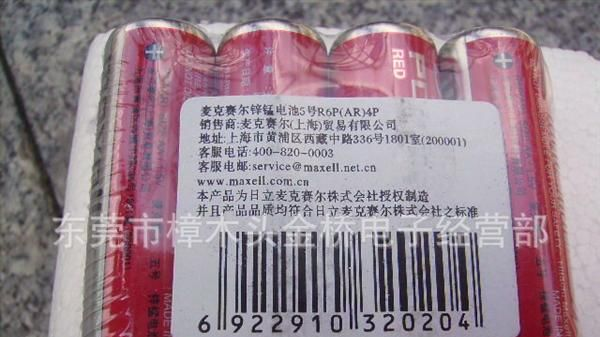 麦克赛尔锌锰电池5号R6P(AR)4P
销售商:麦克赛尔(上海)贸易有限公司
地址:上海市黄浦区西藏中路336号1801室(200001)
客服电话:400-820-0003
客服电邮:service@maxell.net.cn
www.maxell.com.cn
本产品为日立麦克赛尔株式会社授权制造
并且产品品质均符合日立麦克赛尔株式会社之标准
东莞市樟木头金桥电子经营部
6 922910 320204
RED